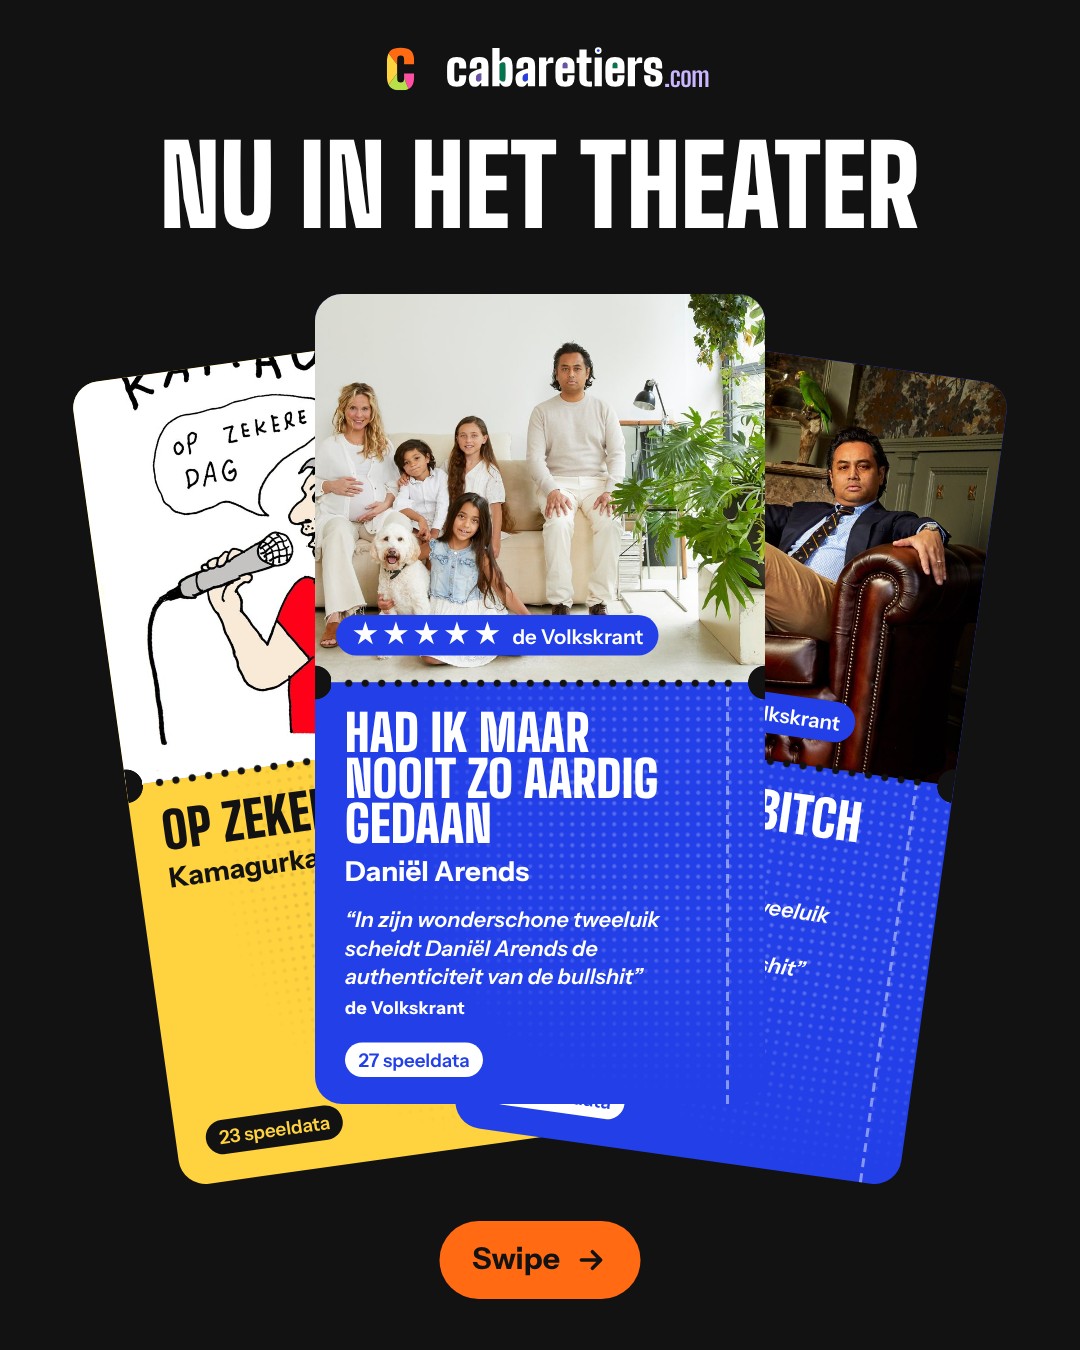 cabaretiers.com
NU IN HET THEATER
OP ZEKERE
DAG
★★★★★ de Volkskrant
HAD IK MAAR
NOOIT ZO AARDIG
GEDAAN
Daniël Arends
“In zijn wonderschone tweeluik
scheidt Daniël Arends de
authenticiteit van de bullshit”
de Volkskrant
27 speeldata
OP ZEKE
Kamagurka
23 speeldata
lkskrant
BITCH
eeluik
shit”
Swipe →